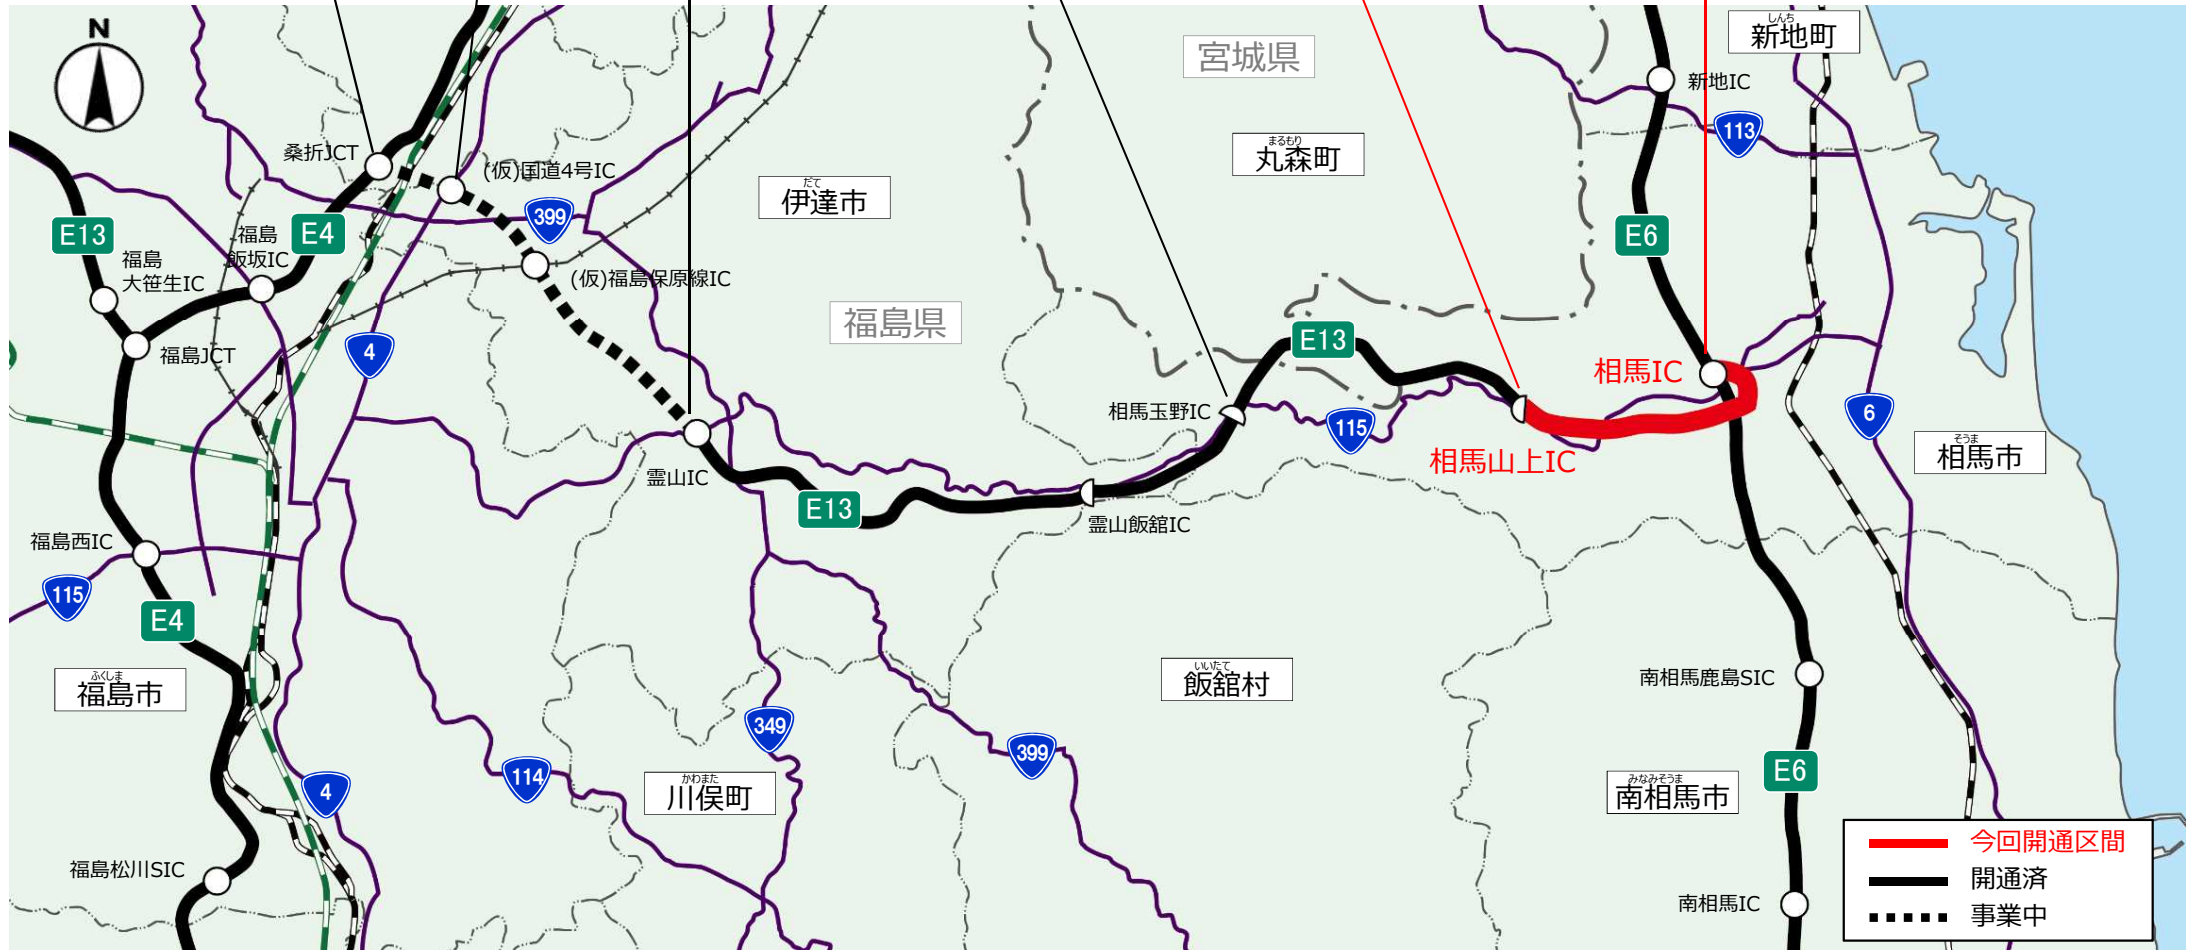 N
しんち
新地町
宮城県
新地IC
113
まるもり
丸森町
桑折JCT
(仮)国道4号IC
だて
伊達市
399
E13
E4
E6
福島
飯坂IC
福島
大笹生IC
(仮)福島保原線IC
福島県
福島JCT
4
E13
相馬IC
相馬玉野IC
115
6
そうま
相馬市
相馬山上IC
霊山IC
E13
霊山飯舘IC
福島西IC
115
E4
ふくしま
福島市
いいたて
飯舘村
南相馬鹿島SIC
349
399
114
4
かわまた
川俣町
E6
みなみそうま
南相馬市
福島松川SIC
南相馬IC
今回開通区間
開通済
事業中